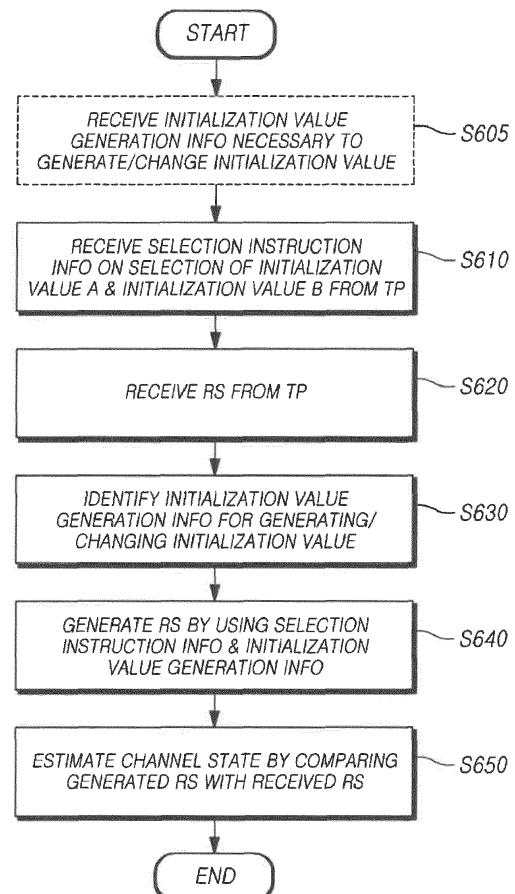 START
RECEIVE INITIALIZATION VALUE
GENERATION INFO NECESSARY TO
GENERATE/CHANGE INITIALIZATION VALUE
S605
RECEIVE SELECTION INSTRUCTION
INFO ON SELECTION OF INITIALIZATION
VALUE A & INITIALIZATION VALUE B FROM TP
S610
RECEIVE RS FROM TP
S620
IDENTIFY INITIALIZATION VALUE
GENERATION INFO FOR GENERATING/
CHANGING INITIALIZATION VALUE
S630
GENERATE RS BY USING SELECTION
INSTRUCTION INFO & INITIALIZATION
VALUE GENERATION INFO
S640
ESTIMATE CHANNEL STATE BY COMPARING
GENERATED RS WITH RECEIVED RS
S650
END